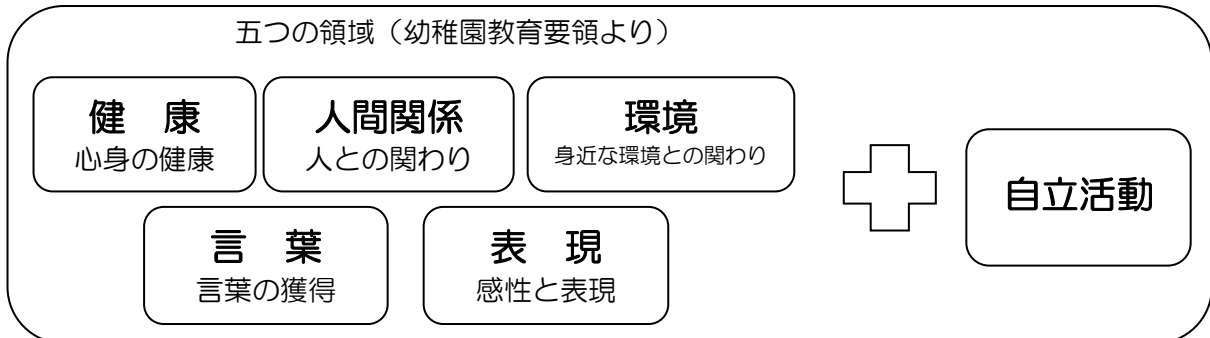 五つの領域（幼稚園教育要領より）
健　康
心身の健康
人間関係
人との関わり
環境
身近な環境との関わり
言　葉
言葉の獲得
表　現
感性と表現
自立活動